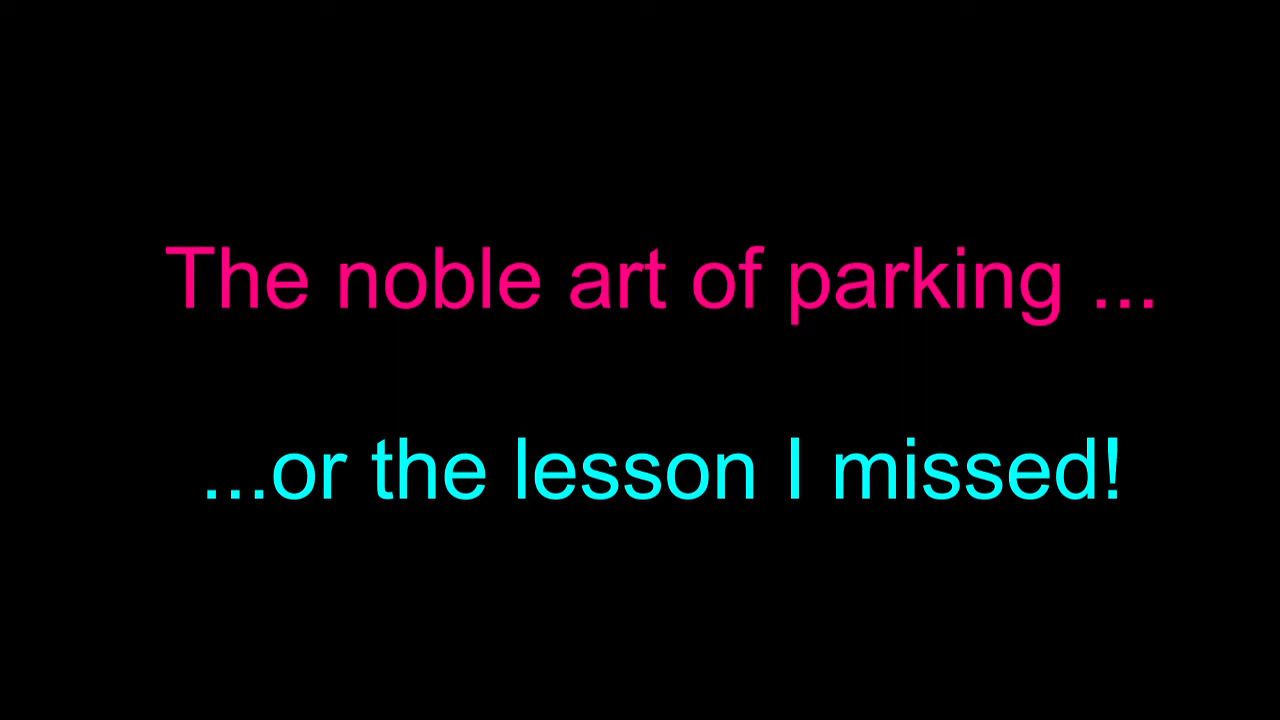 The noble art of parking ...
...or the lesson I missed!